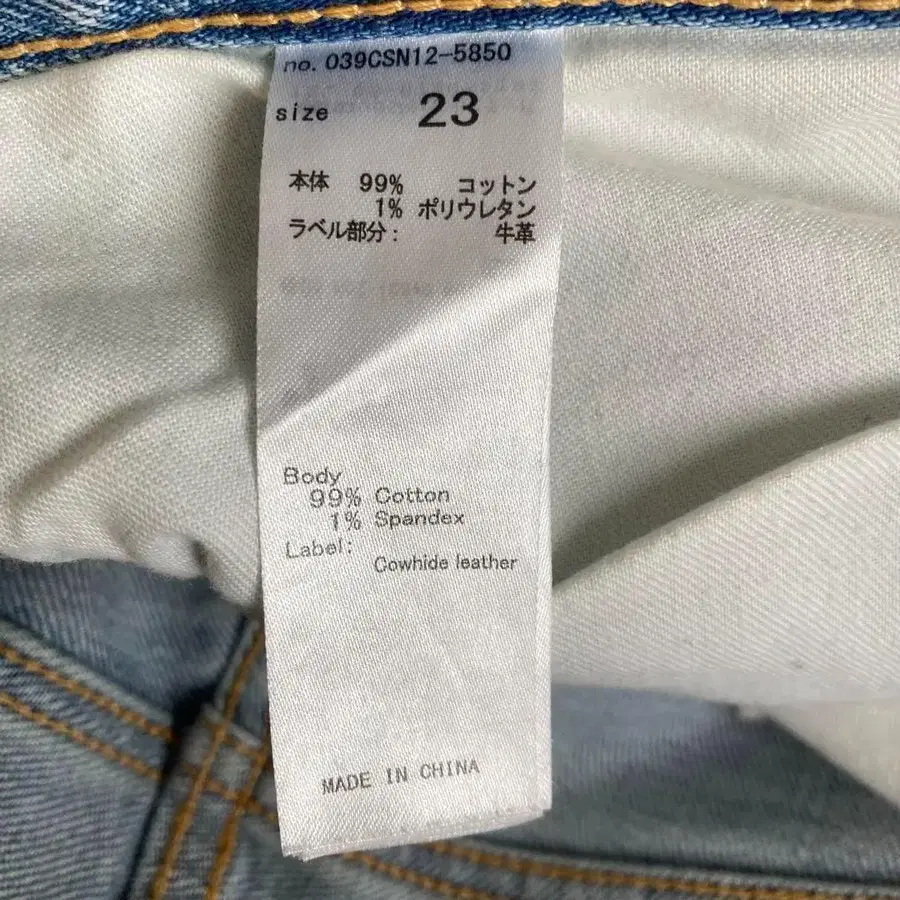 no. 039CSN12-5850
size 23
本体 99% コットン
1% ポリウレタン
ラベル部分: 牛革
Body
99% Cotton
1% Spandex
Label:
Cowhide leather
MADE IN CHINA